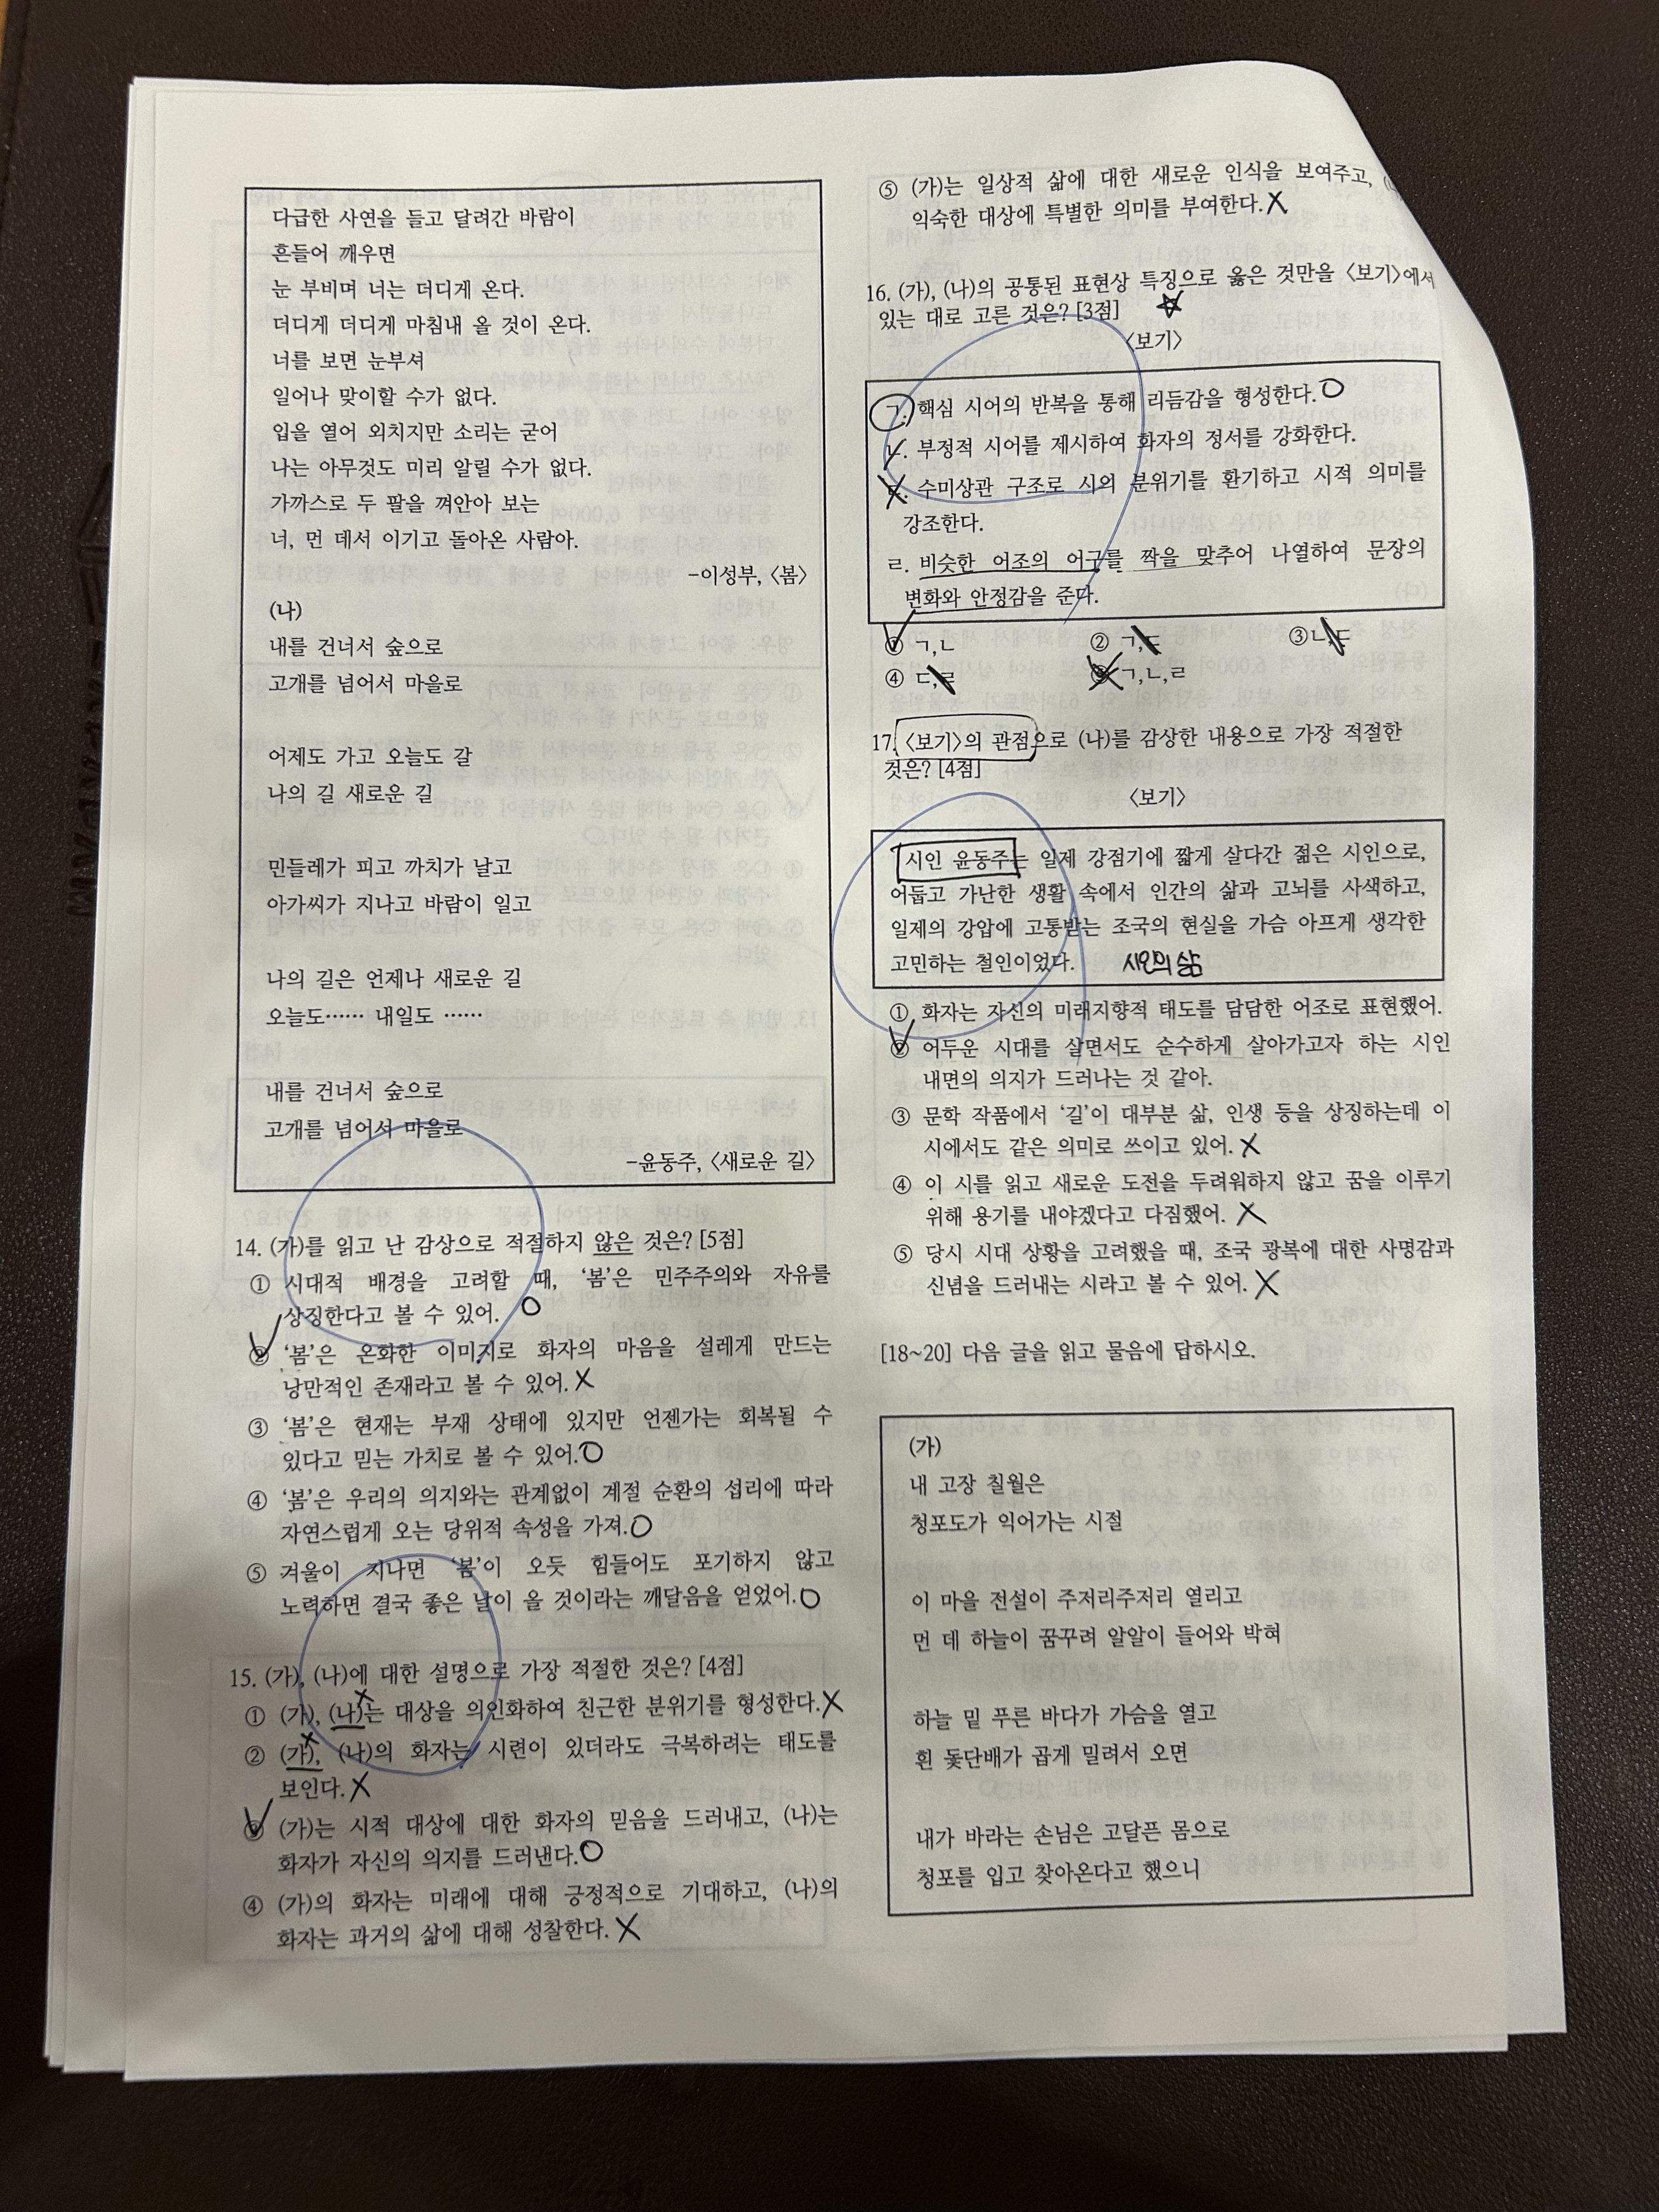 다급한 사연을 들고 달려간 바람이
흔들어 깨우면
눈 부비며 너는 더디게 온다.
더디게 더디게 마침내 올 것이 온다.
너를 보면 눈부셔
일어나 맞이할 수가 없다.
입을 열어 외치지만 소리는 굳어
나는 아무것도 미리 알릴 수가 없다.
가까스로 두 팔을 껴안아 보는
너, 먼 데서 이기고 돌아온 사람아.
-이성부, 〈봄〉
(나)
내를 건너서 숲으로
고개를 넘어서 마을로
어제도 가고 오늘도 갈
나의 길 새로운 길
민들레가 피고 까치가 날고
아가씨가 지나고 바람이 일고
나의 길은 언제나 새로운 길
오늘도…… 내일도 ……
내를 건너서 숲으로
고개를 넘어서 마을로
-윤동주, 〈새로운 길〉
14. (가)를 읽고 난 감상으로 적절하지 않은 것은? [5점]
① 시대적 배경을 고려할 때, ‘봄’은 민주주의와 자유를
상징한다고 볼 수 있어. O
② ‘봄’은 온화한 이미지로 화자의 마음을 설레게 만드는
낭만적인 존재라고 볼 수 있어. X
③ ‘봄’은 현재는 부재 상태에 있지만 언젠가는 회복될 수
있다고 믿는 가치로 볼 수 있어. O
④ ‘봄’은 우리의 의지와는 관계없이 계절 순환의 섭리에 따라
자연스럽게 오는 당위적 속성을 가져. O
⑤ 겨울이 지나면 ‘봄’이 오듯 힘들어도 포기하지 않고
노력하면 결국 좋은 날이 올 것이라는 깨달음을 얻었어. O
15. (가), (나)에 대한 설명으로 가장 적절한 것은? [4점]
① (가), (나)는 대상을 의인화하여 친근한 분위기를 형성한다. X
② (가), (나)의 화자는 시련이 있더라도 극복하려는 태도를
보인다. X
③ (가)는 시적 대상에 대한 화자의 믿음을 드러내고, (나)는
화자가 자신의 의지를 드러낸다. O
④ (가)의 화자는 미래에 대해 긍정적으로 기대하고, (나)의
화자는 과거의 삶에 대해 성찰한다. X
⑤ (가)는 일상적 삶에 대한 새로운 인식을 보여주고,
익숙한 대상에 특별한 의미를 부여한다. X
16. (가), (나)의 공통된 표현상 특징으로 옳은 것만을 〈보기〉에서
있는 대로 고른 것은? [3점]
〈보기〉
ㄱ. 핵심 시어의 반복을 통해 리듬감을 형성한다. O
ㄴ. 부정적 시어를 제시하여 화자의 정서를 강화한다.
ㄷ. 수미상관 구조로 시의 분위기를 환기하고 시적 의미를
강조한다.
ㄹ. 비슷한 어조의 어구를 짝을 맞추어 나열하여 문장의
변화와 안정감을 준다.
① ㄱ,ㄴ ② ㄱ,ㄷ ③ ㄴ,ㄷ
④ ㄷ,ㄹ ⑤ ㄱ,ㄴ,ㄹ
17. 〈보기〉의 관점으로 (나)를 감상한 내용으로 가장 적절한
것은? [4점]
〈보기〉
시인 윤동주는 일제 강점기에 짧게 살다간 젊은 시인으로,
어둡고 가난한 생활 속에서 인간의 삶과 고뇌를 사색하고,
일제의 강압에 고통받는 조국의 현실을 가슴 아프게 생각한
고민하는 철인이었다. 시인의 삶
① 화자는 자신의 미래지향적 태도를 담담한 어조로 표현했어.
② 어두운 시대를 살면서도 순수하게 살아가고자 하는 시인
내면의 의지가 드러나는 것 같아.
③ 문학 작품에서 ‘길’이 대부분 삶, 인생 등을 상징하는데 이
시에서도 같은 의미로 쓰이고 있어. X
④ 이 시를 읽고 새로운 도전을 두려워하지 않고 꿈을 이루기
위해 용기를 내야겠다고 다짐했어. X
⑤ 당시 시대 상황을 고려했을 때, 조국 광복에 대한 사명감과
신념을 드러내는 시라고 볼 수 있어. X
[18~20] 다음 글을 읽고 물음에 답하시오.
(가)
내 고장 칠월은
청포도가 익어가는 시절
이 마을 전설이 주저리주저리 열리고
먼 데 하늘이 꿈꾸려 알알이 들어와 박혀
하늘 밑 푸른 바다가 가슴을 열고
흰 돛단배가 곱게 밀려서 오면
내가 바라는 손님은 고달픈 몸으로
청포를 입고 찾아온다고 했으니